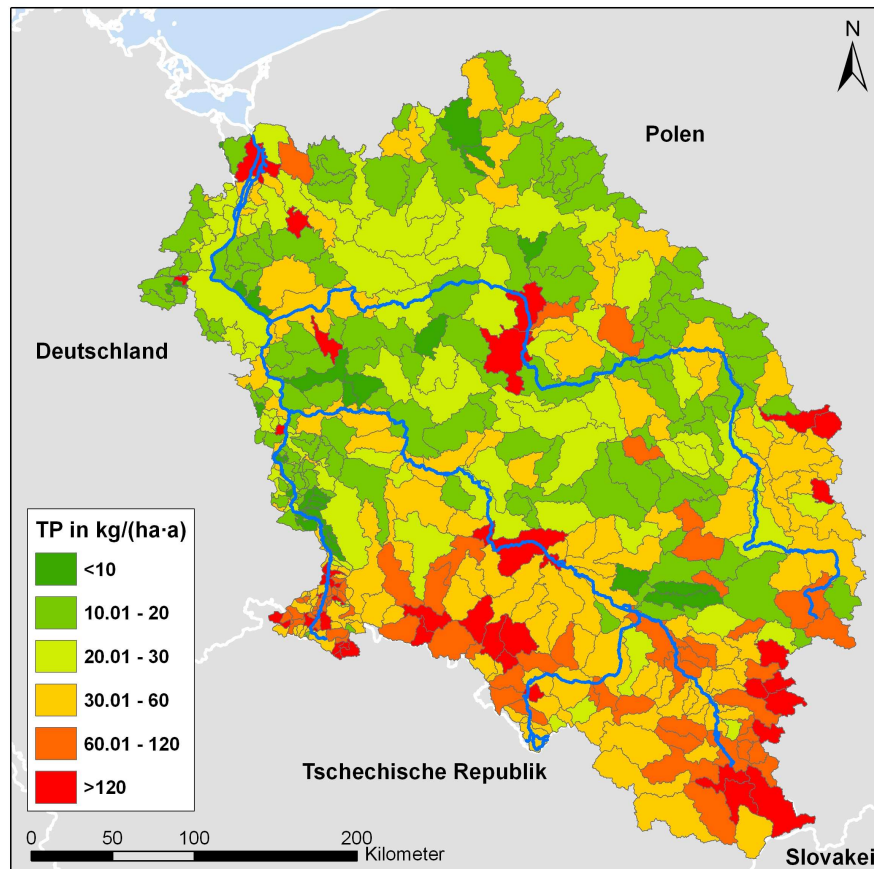 N
Polen
Deutschland
TP in kg/(ha·a)
<10
10.01 - 20
20.01 - 30
30.01 - 60
60.01 - 120
>120
Tschechische Republik
0 50 100 200
Kilometer
Slovakei